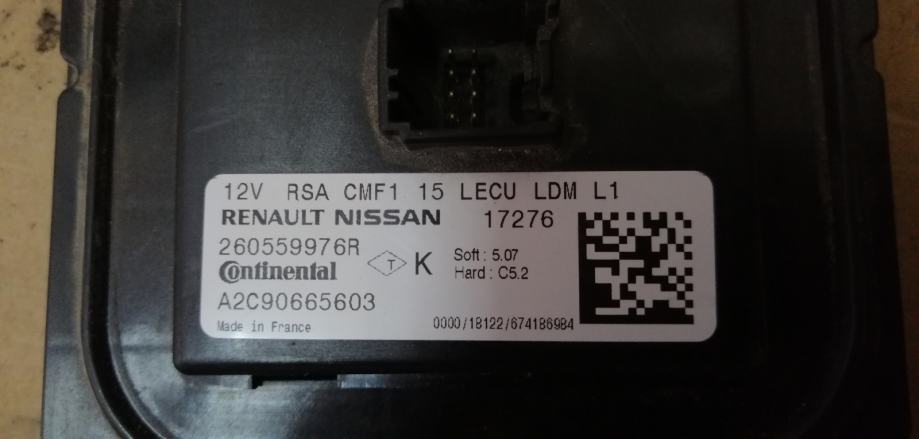 12V RSA CMF1 15 LECU LDM L1
RENAULT NISSAN 17276
260559976R
Continental T K Soft : 5.07
Hard : C5.2
A2C90665603
Made in France 0000/18122/674186984